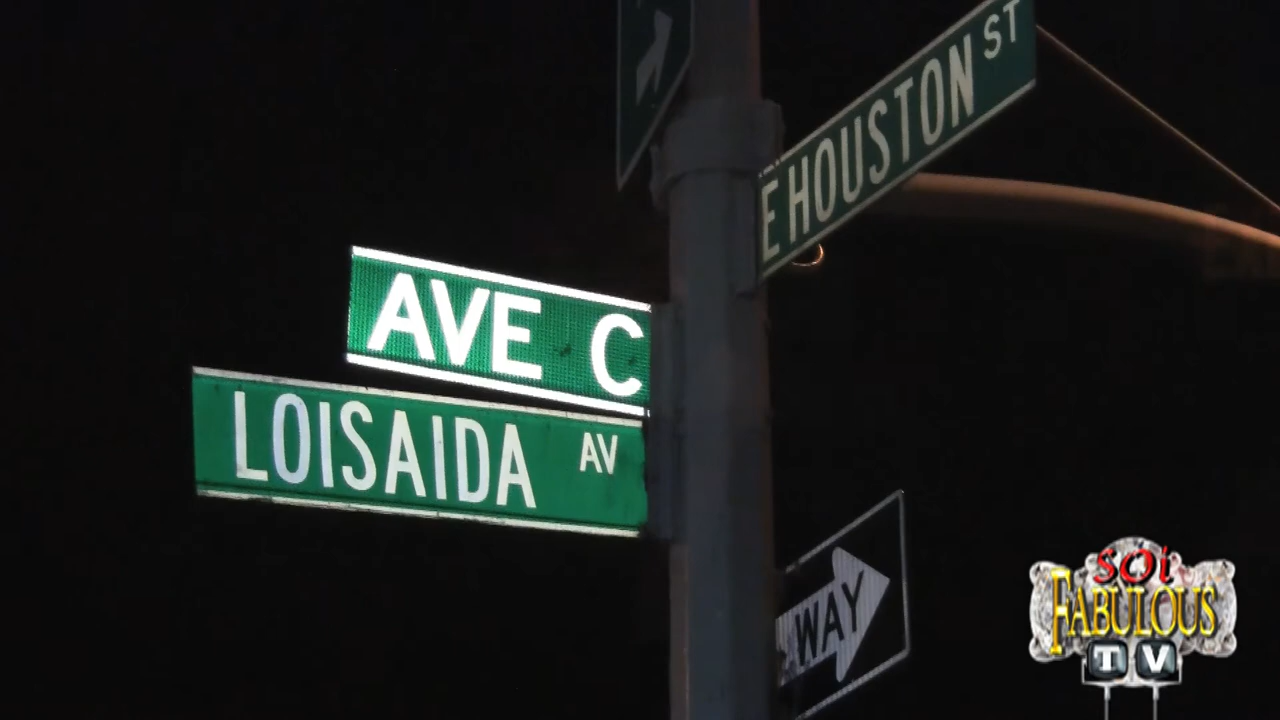 E HOUSTON ST
AVE C
LOISAIDA AV
WAY
SOi
FABULOUS
TV